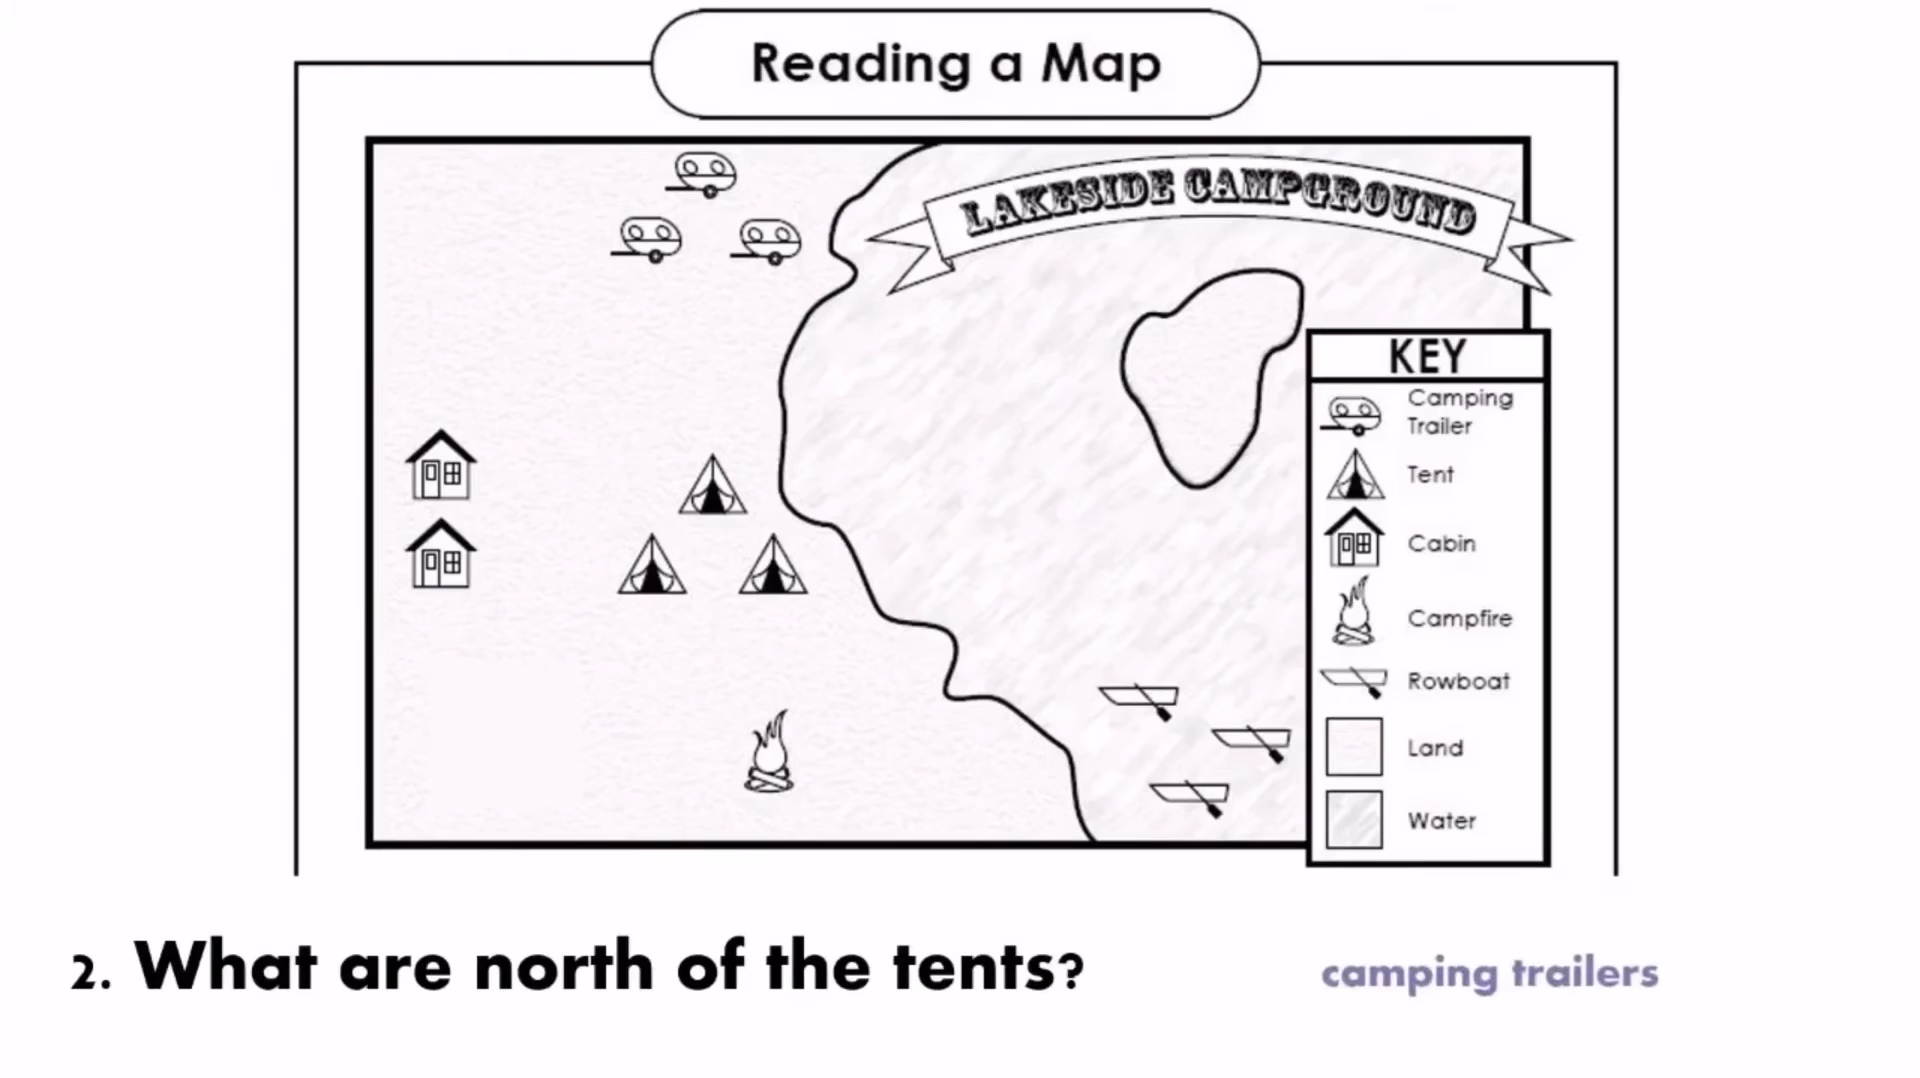 Reading a Map
LAKESIDE CAMPGROUND
KEY
Camping
Trailer
Tent
Cabin
Campfire
Rowboat
Land
Water
2. What are north of the tents?
camping trailers